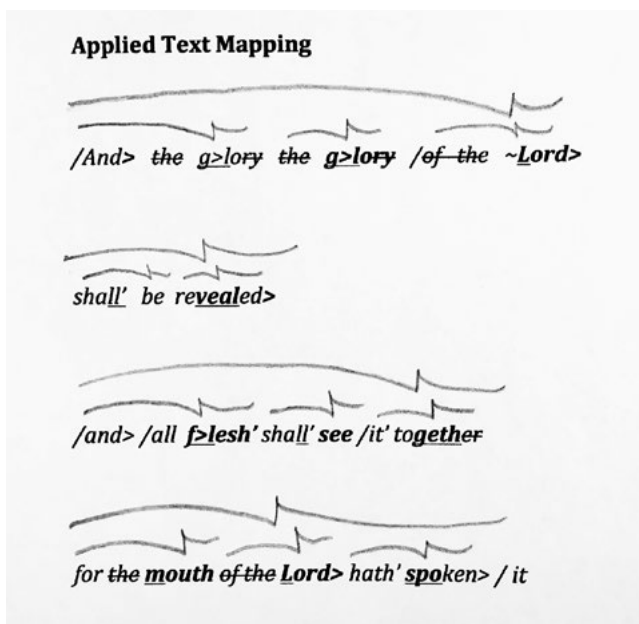 Applied Text Mapping
/And> the g>lory the g>lory /of the ~Lord>
shall' be revealed>
/and> /all f>lesh' shall' see /it' together
for the mouth of the Lord> hath' spoken> / it